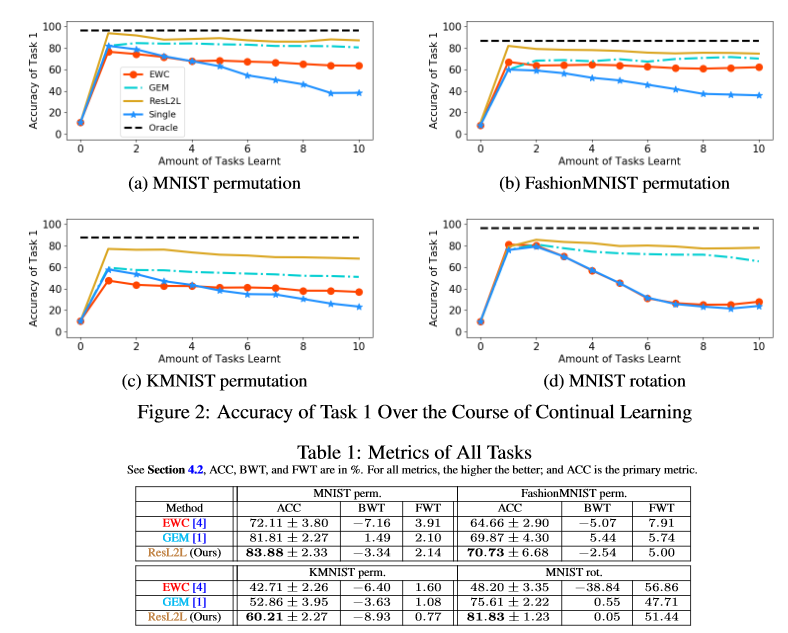 100
80
60
40
20
0
Accuracy of Task 1
EWC
GEM
ResL2L
Single
Oracle
0 2 4 6 8 10
Amount of Tasks Learnt
(a) MNIST permutation
100
80
60
40
20
0
Accuracy of Task 1
0 2 4 6 8 10
Amount of Tasks Learnt
(b) FashionMNIST permutation
100
80
60
40
20
0
Accuracy of Task 1
0 2 4 6 8 10
Amount of Tasks Learnt
(c) KMNIST permutation
100
80
60
40
20
0
Accuracy of Task 1
0 2 4 6 8 10
Amount of Tasks Learnt
(d) MNIST rotation
Figure 2: Accuracy of Task 1 Over the Course of Continual Learning
Table 1: Metrics of All Tasks
See Section 4.2, ACC, BWT, and FWT are in %. For all metrics, the higher the better; and ACC is the primary metric.
MNIST perm. FashionMNIST perm.
Method ACC BWT FWT ACC BWT FWT
EWC [4] 72.11 ± 3.80 −7.16 3.91 64.66 ± 2.90 −5.07 7.91
GEM [1] 81.81 ± 2.27 1.49 2.10 69.87 ± 4.30 5.44 5.74
ResL2L (Ours) 83.88 ± 2.33 −3.34 2.14 70.73 ± 6.68 −2.54 5.00
KMNIST perm. MNIST rot.
EWC [4] 42.71 ± 2.26 −6.40 1.60 48.20 ± 3.35 −38.84 56.86
GEM [1] 52.86 ± 3.95 −3.63 1.08 75.61 ± 2.22 0.55 47.71
ResL2L (Ours) 60.21 ± 2.27 −8.93 0.77 81.83 ± 1.23 0.05 51.44